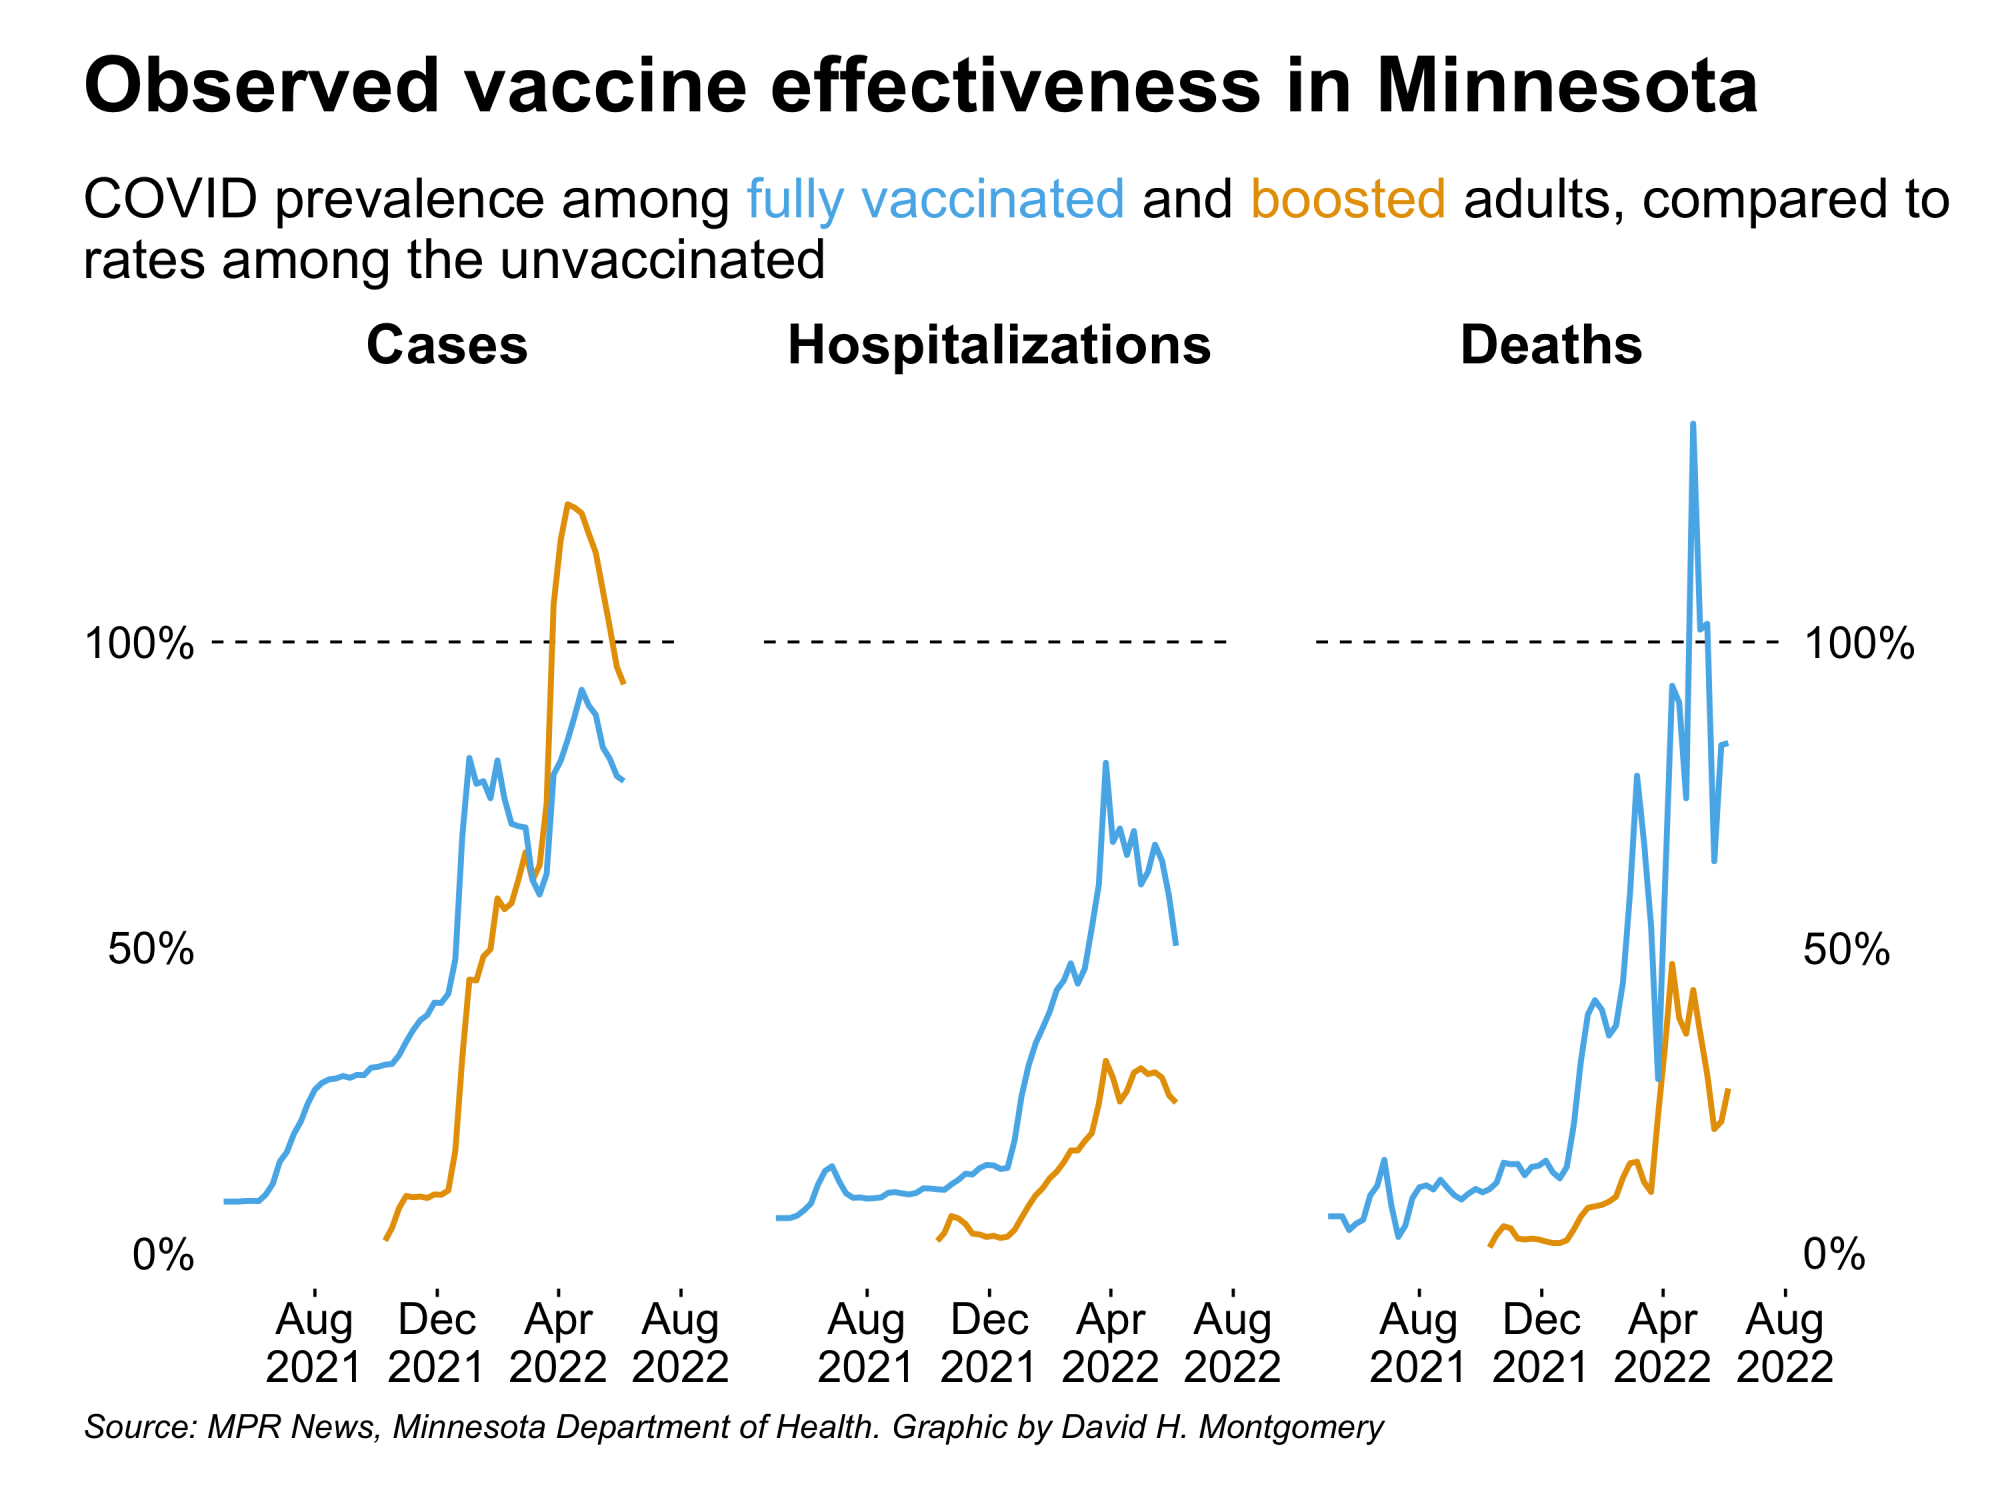 Observed vaccine effectiveness in Minnesota
COVID prevalence among fully vaccinated and boosted adults, compared to
rates among the unvaccinated
Cases
Hospitalizations
Deaths
100%
100%
50%
50%
0%
0%
Aug Dec Apr Aug
2021 2021 2022 2022
Aug Dec Apr Aug
2021 2021 2022 2022
Aug Dec Apr Aug
2021 2021 2022 2022
Source: MPR News, Minnesota Department of Health. Graphic by David H. Montgomery